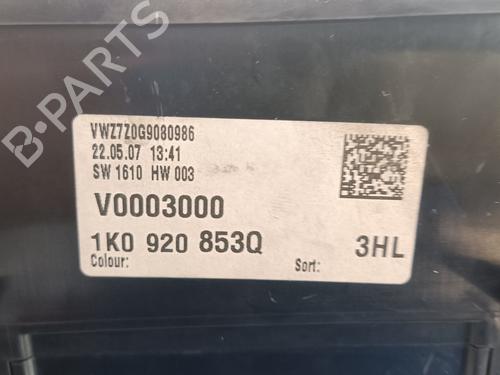 VWZ7Z0G9080986
22.05.07 13:41
SW 1610 HW 003
V0003000
1K0 920 853Q 3HL
Colour: Sort:
B-PARTS